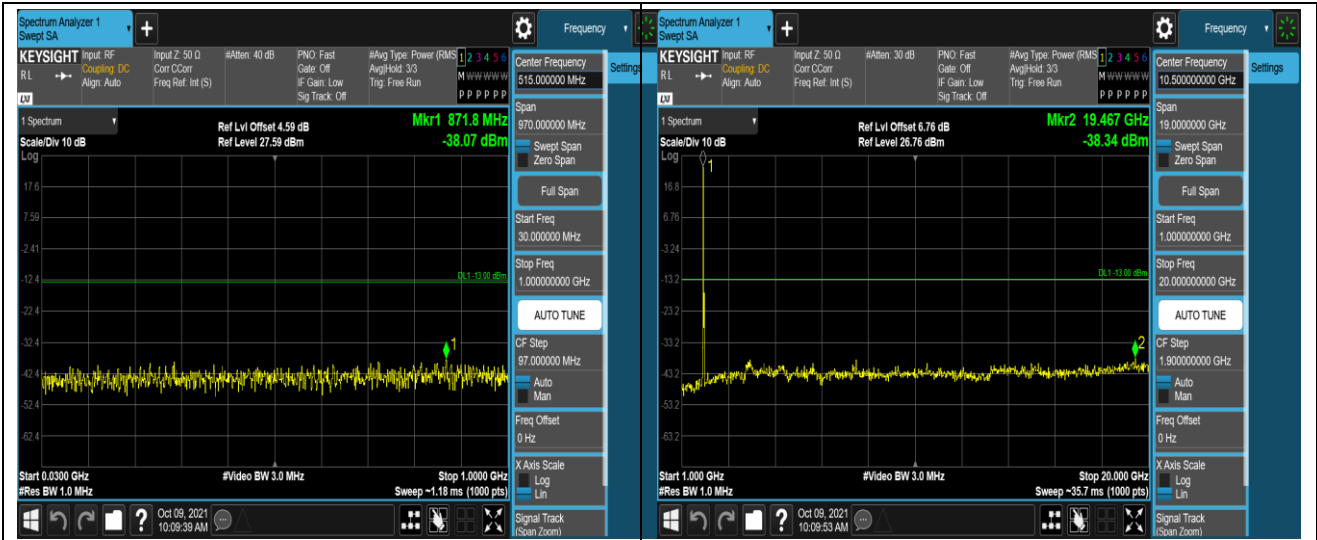 Spectrum Analyzer 1
Swept SA
+
Frequency
KEYSIGHT
Input: RF
Coupling: DC
Align: Auto
Input Z: 50 Ω
Corr CCorr
Freq Ref: Int (S)
#Atten: 40 dB
PNO: Fast
Gate: Off
IF Gain: Low
Sig Track: Off
#Avg Type: Power (RMS
Avg|Hold: 3/3
Trig: Free Run
1 2 3 4 5 6
M W W W W W
P P P P P P
RL
LXI
Center Frequency
515.000000 MHz
Settings
1 Spectrum
Scale/Div 10 dB
Ref Lvl Offset 4.59 dB
Ref Level 27.59 dBm
Mkr1 871.8 MHz
-38.07 dBm
Log
17.6
7.59
-2.41
-12.4
-22.4
-32.4
-42.4
-52.4
-62.4
DL1 -13.00 dBm
1
Span
970.000000 MHz
Swept Span
Zero Span
Full Span
Start Freq
30.000000 MHz
Stop Freq
1.000000000 GHz
AUTO TUNE
CF Step
97.000000 MHz
Auto
Man
Freq Offset
0 Hz
X Axis Scale
Log
Lin
Signal Track
(Span Zoom)
Start 0.0300 GHz
#Res BW 1.0 MHz
#Video BW 3.0 MHz
Stop 1.0000 GHz
Sweep ~1.18 ms (1000 pts)
?
Oct 09, 2021
10:09:39 AM
Spectrum Analyzer 1
Swept SA
+
Frequency
KEYSIGHT
Input: RF
Coupling: DC
Align: Auto
Input Z: 50 Ω
Corr CCorr
Freq Ref: Int (S)
#Atten: 30 dB
PNO: Fast
Gate: Off
IF Gain: Low
Sig Track: Off
#Avg Type: Power (RMS
Avg|Hold: 3/3
Trig: Free Run
1 2 3 4 5 6
M W W W W W
P P P P P P
RL
LXI
Center Frequency
10.500000000 GHz
Settings
1 Spectrum
Scale/Div 10 dB
Ref Lvl Offset 6.76 dB
Ref Level 26.76 dBm
Mkr2 19.467 GHz
-38.34 dBm
Log
1
16.8
6.76
-3.24
-13.2
-23.2
-33.2
-43.2
-53.2
-63.2
DL1 -13.00 dBm
2
Span
19.0000000 GHz
Swept Span
Zero Span
Full Span
Start Freq
1.000000000 GHz
Stop Freq
20.000000000 GHz
AUTO TUNE
CF Step
1.900000000 GHz
Auto
Man
Freq Offset
0 Hz
X Axis Scale
Log
Lin
Signal Track
(Span Zoom)
Start 1.000 GHz
#Res BW 1.0 MHz
#Video BW 3.0 MHz
Stop 20.000 GHz
Sweep ~35.7 ms (1000 pts)
?
Oct 09, 2021
10:09:53 AM